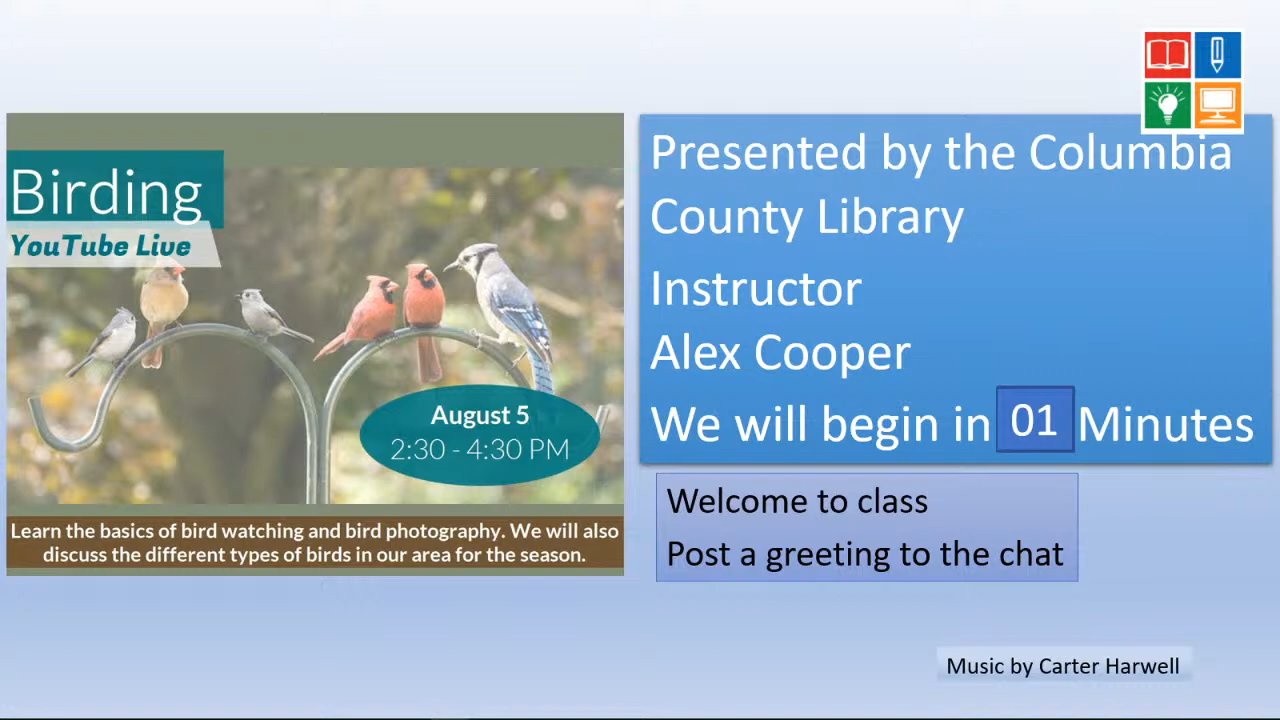 Birding
YouTube Live
August 5
2:30 - 4:30 PM
Learn the basics of bird watching and bird photography. We will also
discuss the different types of birds in our area for the season.
Presented by the Columbia
County Library
Instructor
Alex Cooper
We will begin in 01 Minutes
Welcome to class
Post a greeting to the chat
Music by Carter Harwell